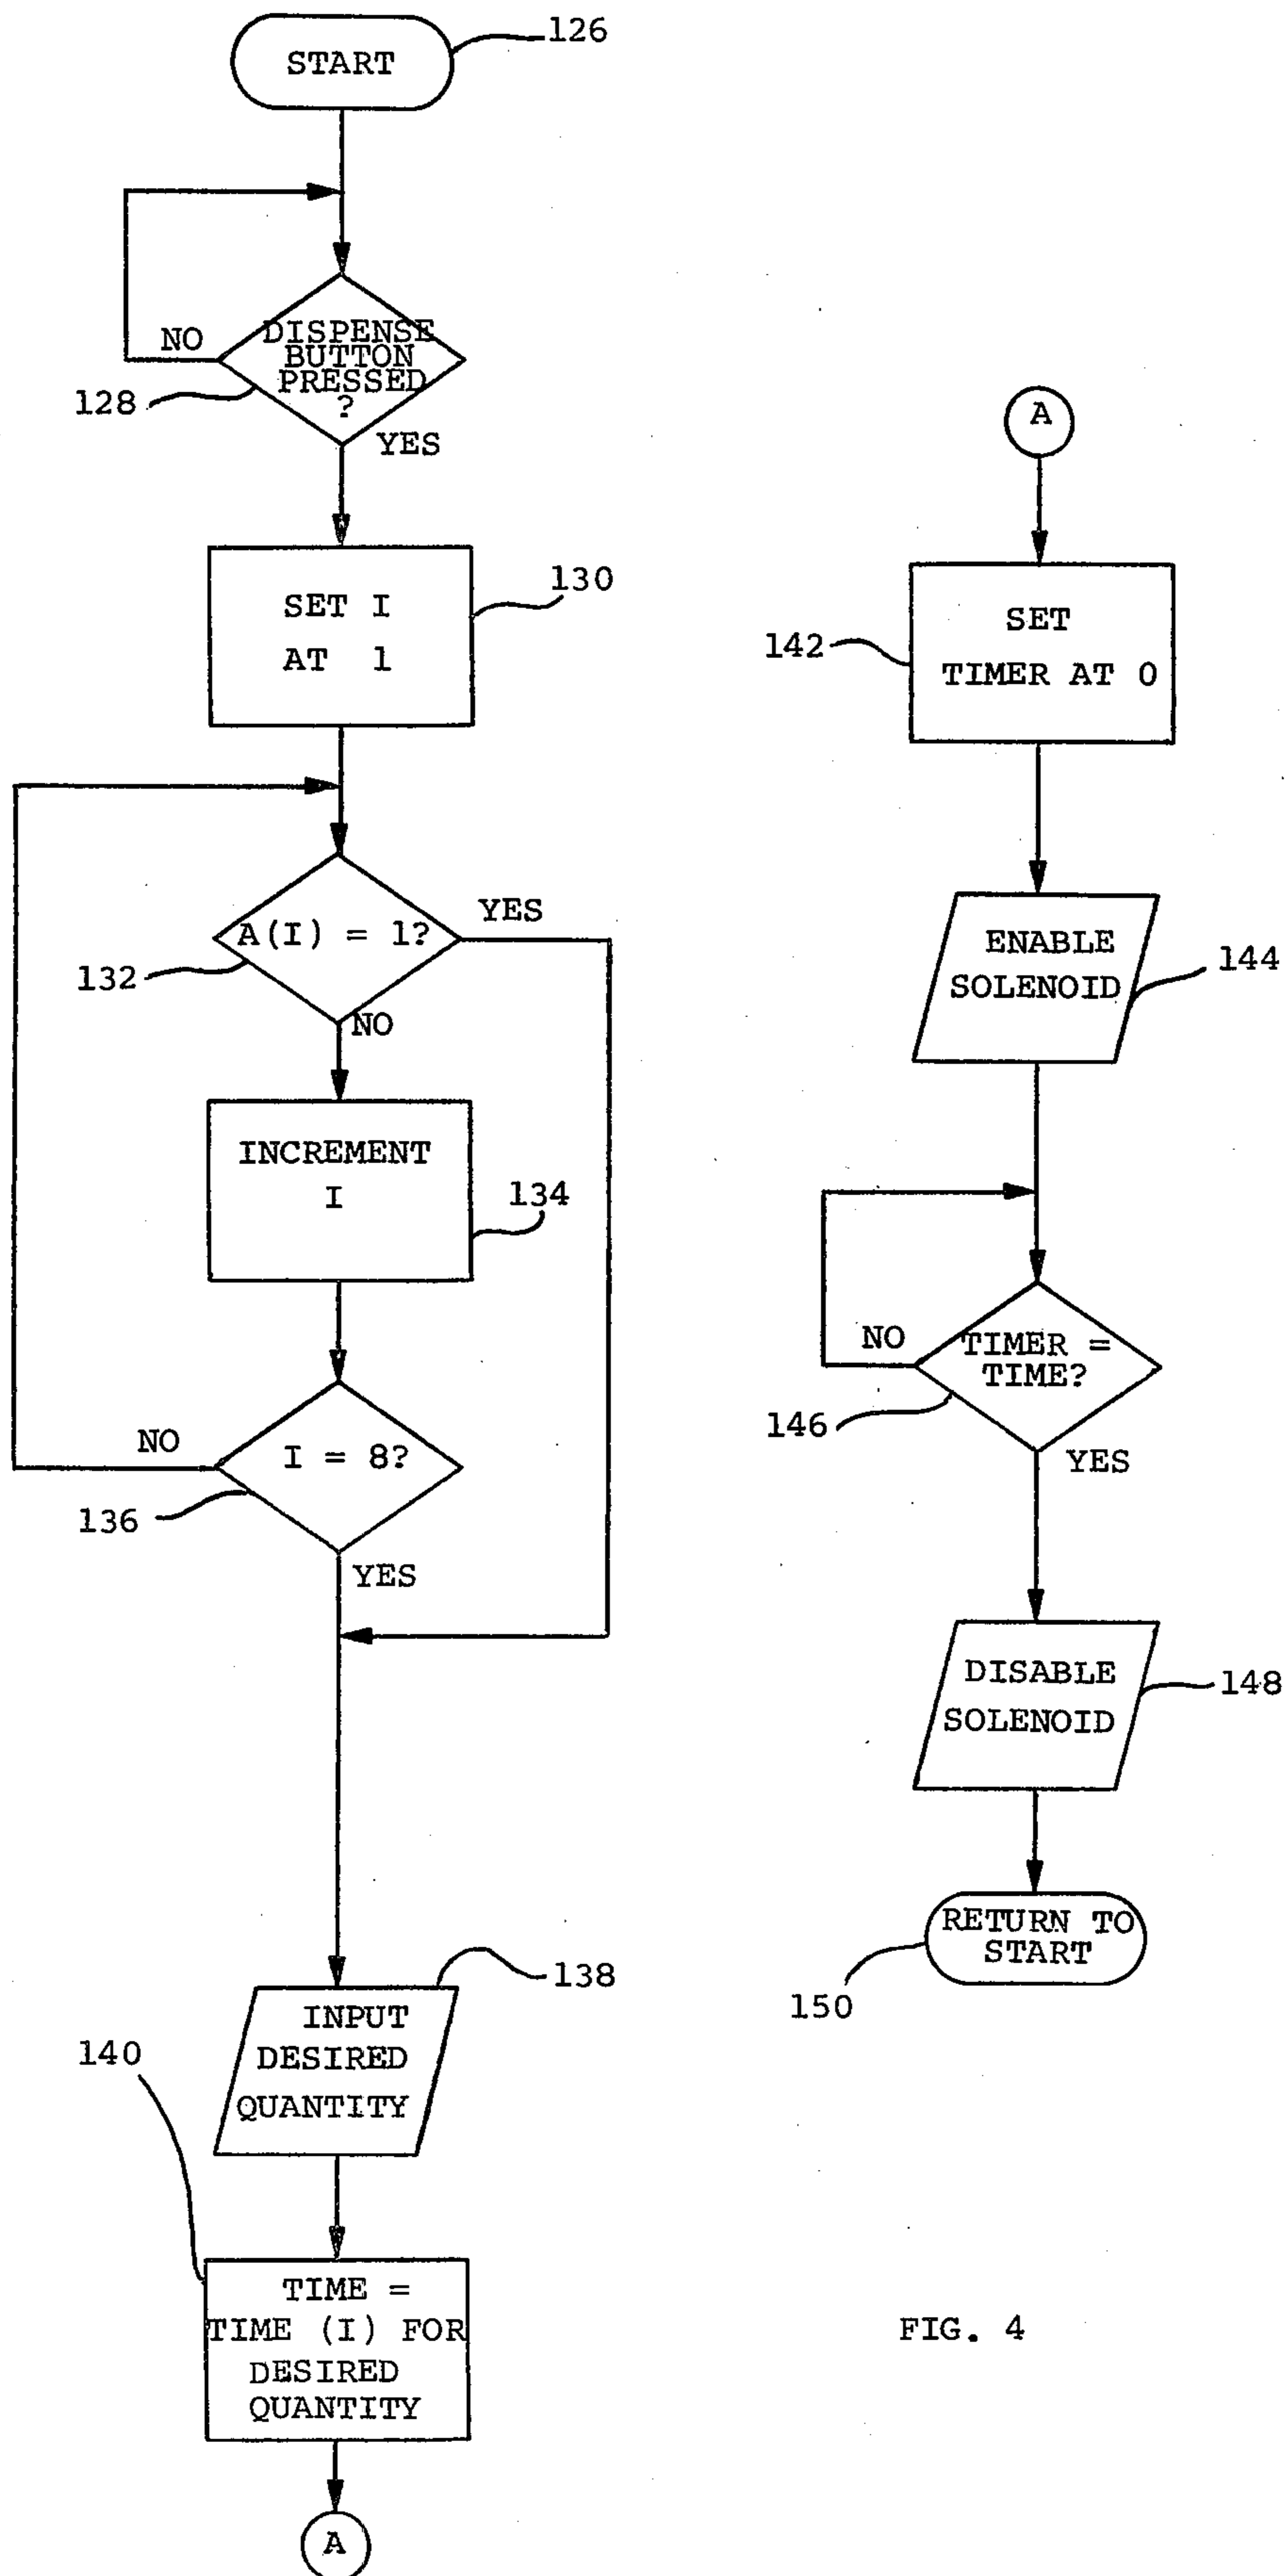 START
126
DISPENSE
BUTTON
PRESSED
?
NO
128
YES
SET I
AT 1
130
A(I) = 1?
YES
132
NO
INCREMENT
I
134
I = 8?
NO
136
YES
INPUT
DESIRED
QUANTITY
138
140
TIME =
TIME (I) FOR
DESIRED
QUANTITY
A
A
SET
TIMER AT 0
142
ENABLE
SOLENOID
144
TIMER =
TIME?
NO
146
YES
DISABLE
SOLENOID
148
RETURN TO
START
150
FIG. 4